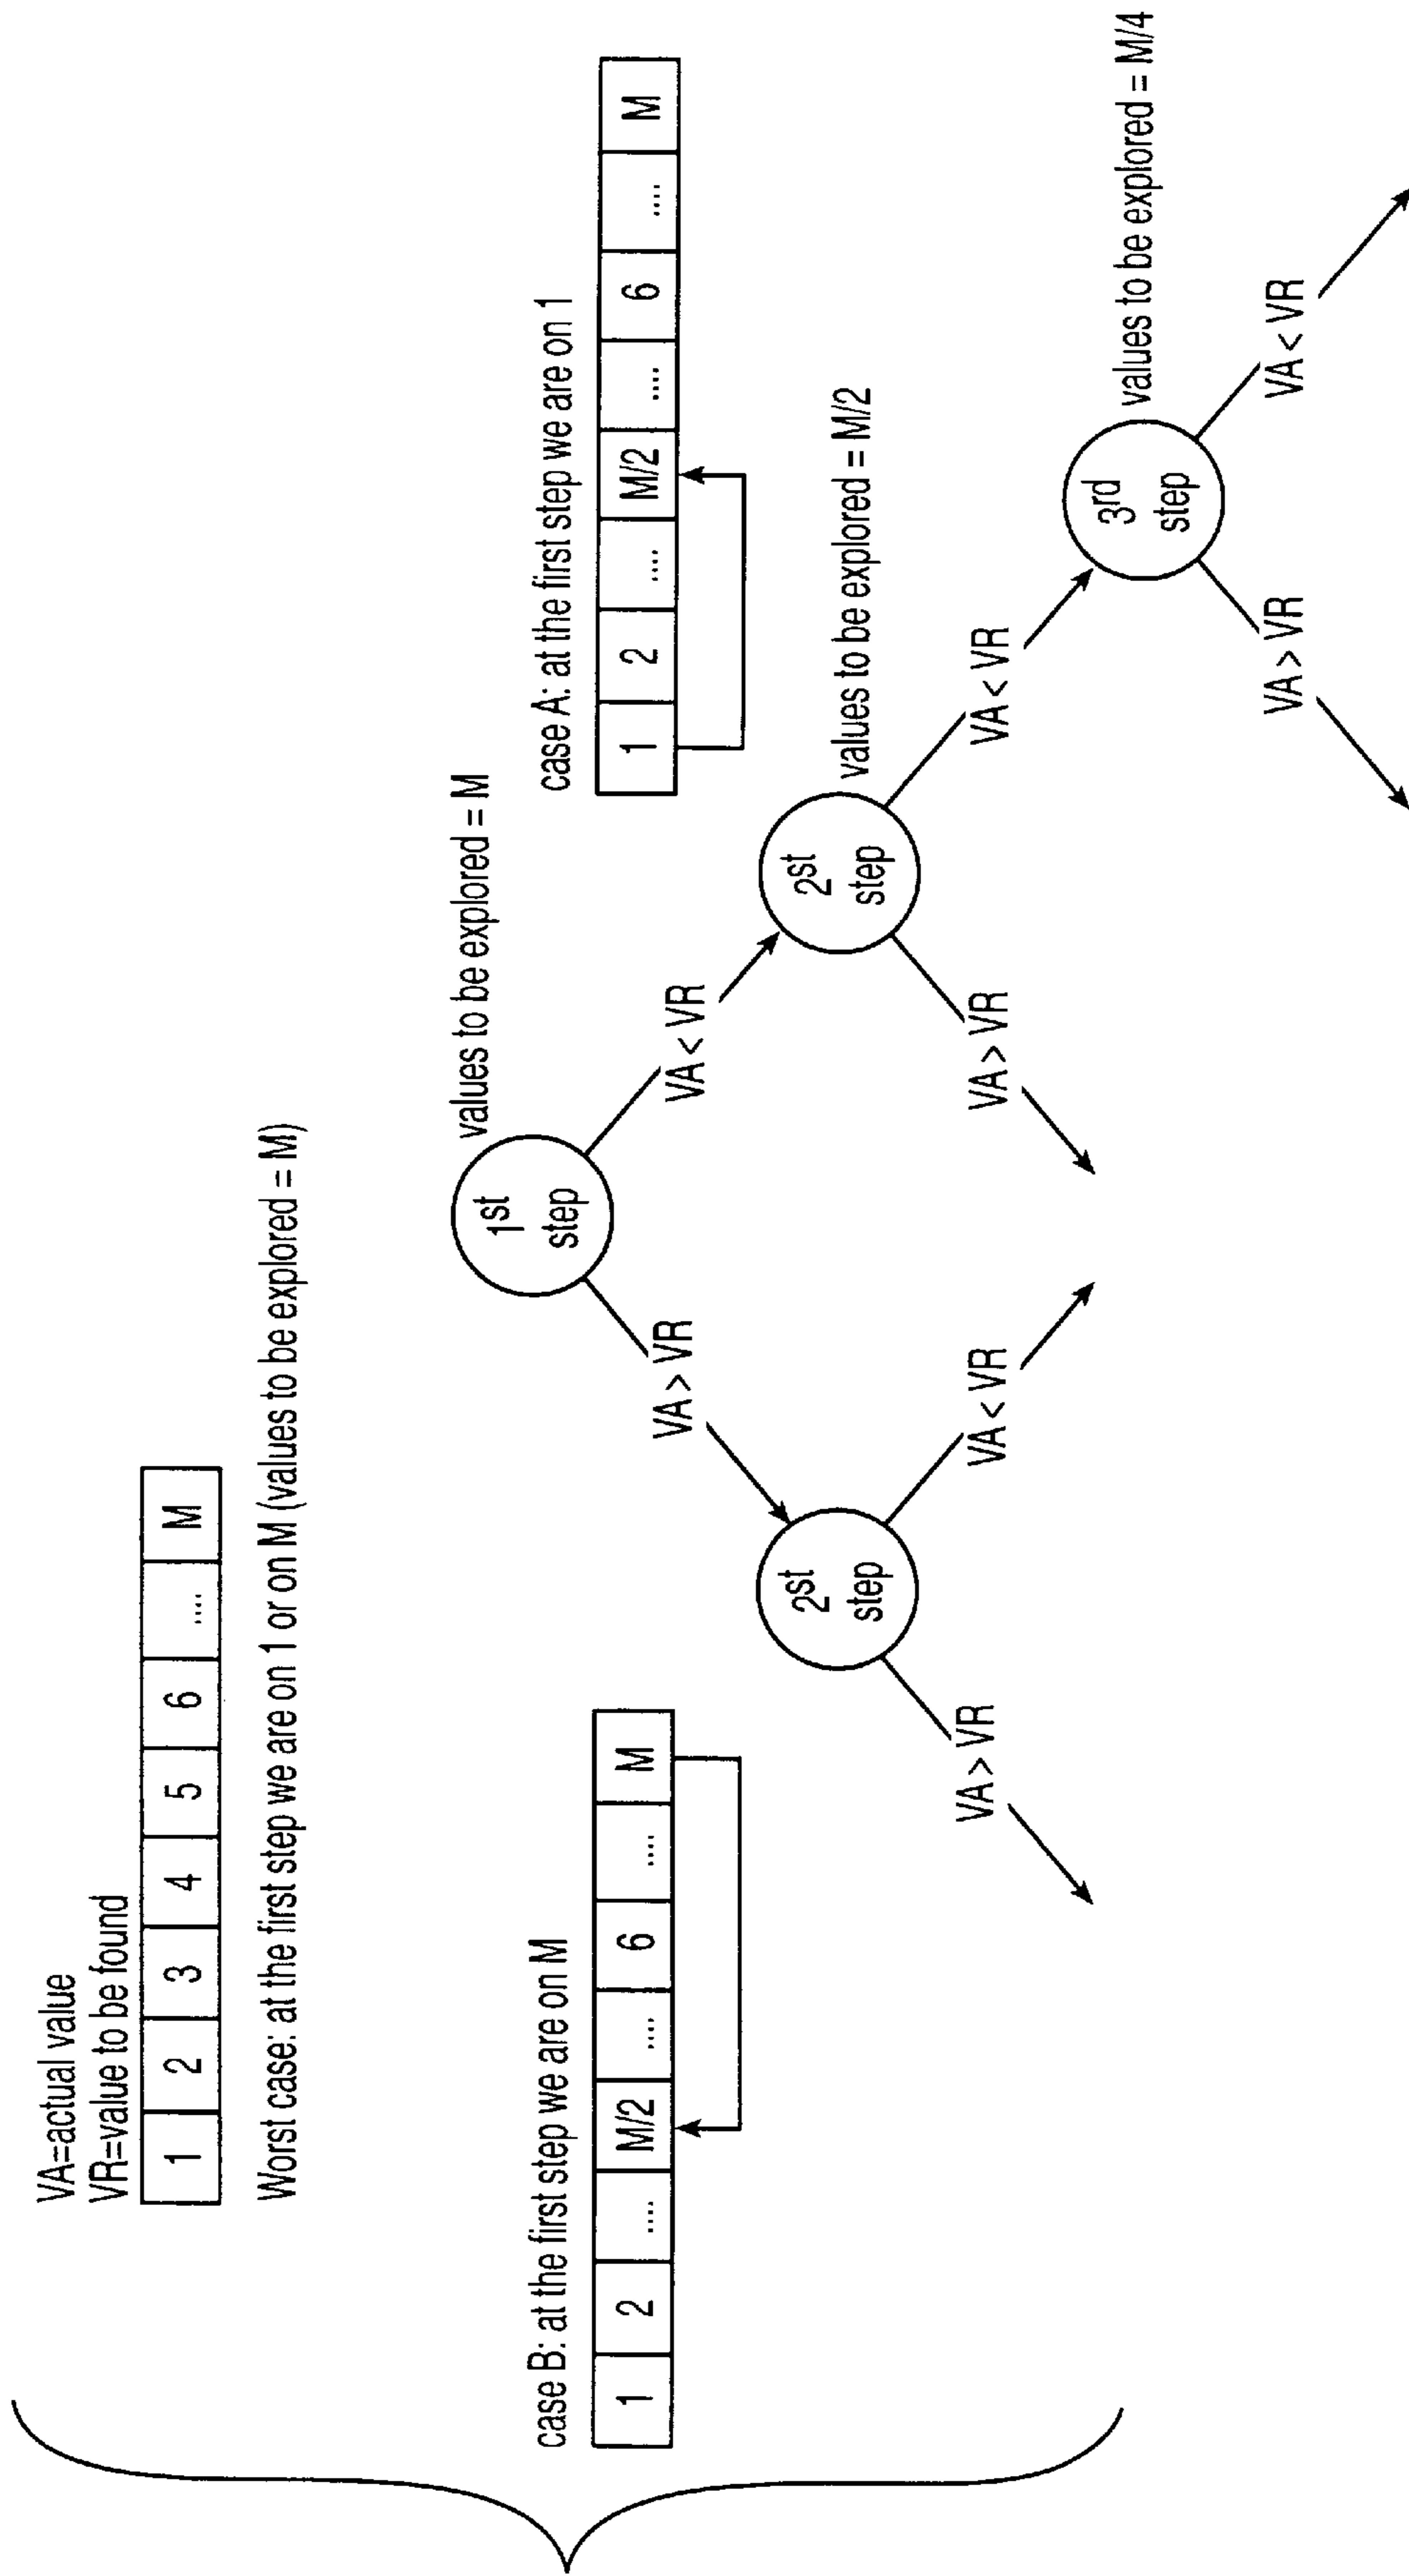 VA=actual value
VR=value to be found
1 2 3 4 5 6 .... M
Worst case: at the first step we are on 1 or on M (values to be explored = M)
values to be explored = M
1st
step
case B: at the first step we are on M
1 2 .... M/2 .... 6 .... M
case A: at the first step we are on 1
1 2 .... M/2 .... 6 .... M
VA > VR
VA < VR
2st
step
2st
step
values to be explored = M/2
VA > VR
VA < VR
VA > VR
VA < VR
3rd
step
values to be explored = M/4
VA > VR
VA < VR